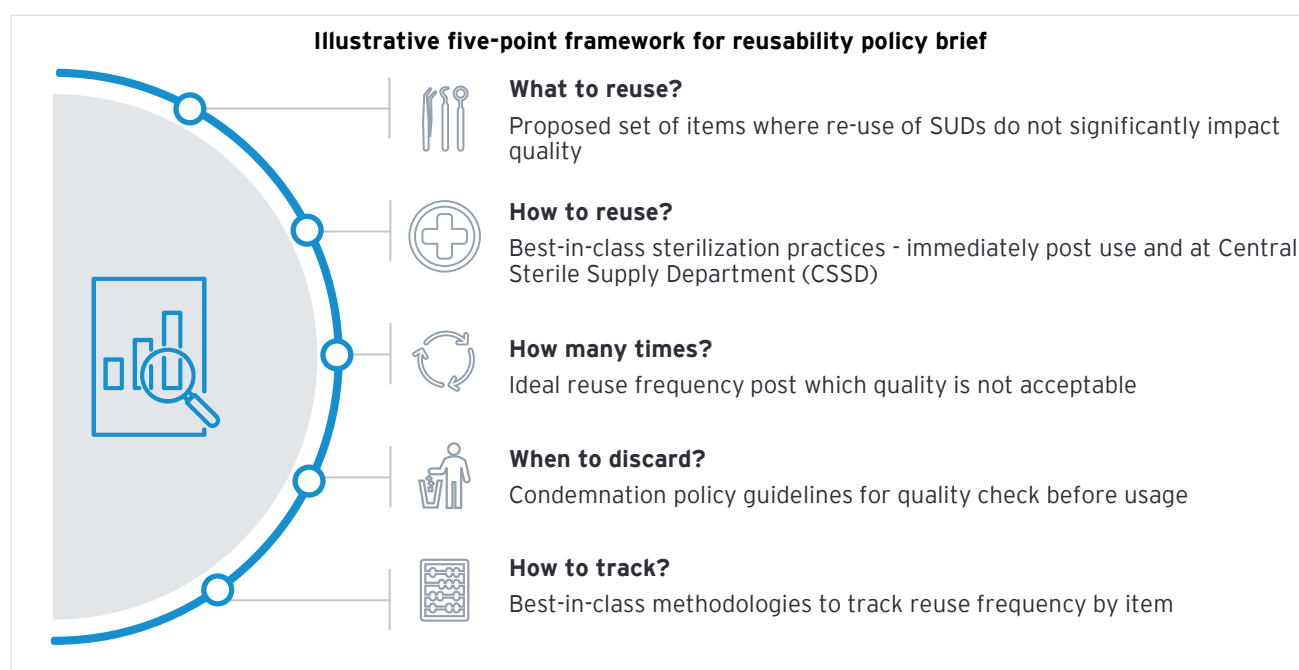 Illustrative five-point framework for reusability policy brief
What to reuse?
Proposed set of items where re-use of SUDs do not significantly impact
quality
How to reuse?
Best-in-class sterilization practices - immediately post use and at Central
Sterile Supply Department (CSSD)
How many times?
Ideal reuse frequency post which quality is not acceptable
When to discard?
Condemnation policy guidelines for quality check before usage
How to track?
Best-in-class methodologies to track reuse frequency by item